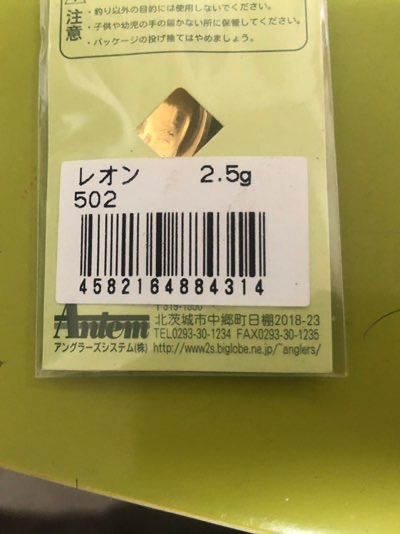 注意
・釣り以外の目的には使用しないでください。
・子供や幼児の手の届かない所に保管してください。
・パッケージの投げ捨てはやめましょう。
レオン 2.5g
502
4582164884314
Antem
北茨城市中郷町日棚2018-23
TEL0293-30-1234 FAX0293-30-1235
アングラーズシステム(株) http://www2s.biglobe.ne.jp/~anglers/